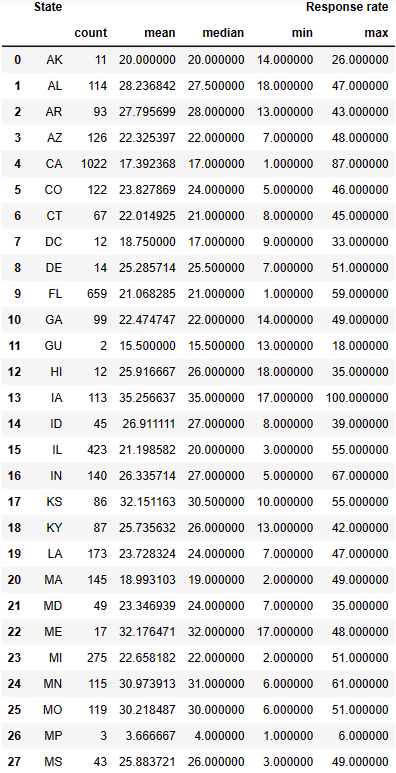 State Response rate
count mean median min max
0 AK 11 20.000000 20.000000 14.000000 26.000000
1 AL 114 28.236842 27.500000 18.000000 47.000000
2 AR 93 27.795699 28.000000 13.000000 43.000000
3 AZ 126 22.325397 22.000000 7.000000 48.000000
4 CA 1022 17.392368 17.000000 1.000000 87.000000
5 CO 122 23.827869 24.000000 5.000000 46.000000
6 CT 67 22.014925 21.000000 8.000000 45.000000
7 DC 12 18.750000 17.000000 9.000000 33.000000
8 DE 14 25.285714 25.500000 7.000000 51.000000
9 FL 659 21.068285 21.000000 1.000000 59.000000
10 GA 99 22.474747 22.000000 14.000000 49.000000
11 GU 2 15.500000 15.500000 13.000000 18.000000
12 HI 12 25.916667 26.000000 18.000000 35.000000
13 IA 113 35.256637 35.000000 17.000000 100.000000
14 ID 45 26.911111 27.000000 8.000000 39.000000
15 IL 423 21.198582 20.000000 3.000000 55.000000
16 IN 140 26.335714 27.000000 5.000000 67.000000
17 KS 86 32.151163 30.500000 10.000000 55.000000
18 KY 87 25.735632 26.000000 13.000000 42.000000
19 LA 173 23.728324 24.000000 7.000000 47.000000
20 MA 145 18.993103 19.000000 2.000000 49.000000
21 MD 49 23.346939 24.000000 7.000000 35.000000
22 ME 17 32.176471 32.000000 17.000000 48.000000
23 MI 275 22.658182 22.000000 2.000000 51.000000
24 MN 115 30.973913 31.000000 6.000000 61.000000
25 MO 119 30.218487 30.000000 6.000000 51.000000
26 MP 3 3.666667 4.000000 1.000000 6.000000
27 MS 43 25.883721 26.000000 3.000000 49.000000